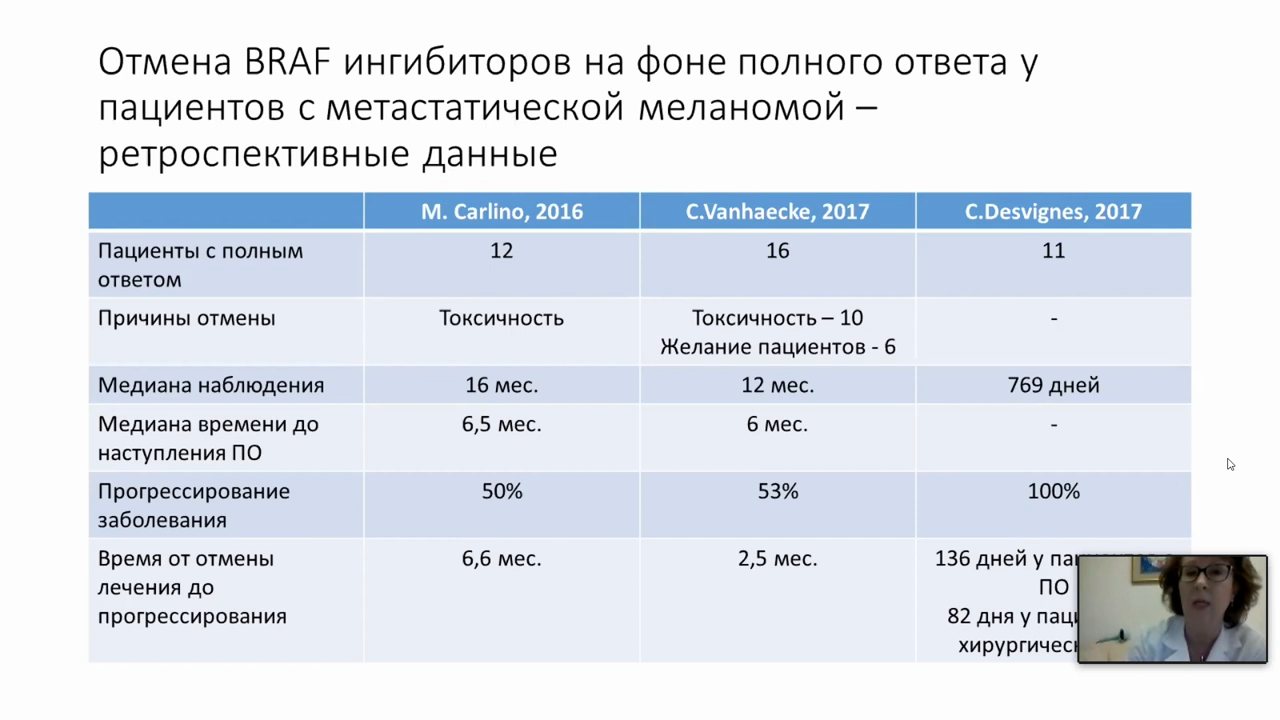 Отмена BRAF ингибиторов на фоне полного ответа у
пациентов с метастатической меланомой –
ретроспективные данные
M. Carlino, 2016 C.Vanhaecke, 2017 C.Desvignes, 2017
Пациенты с полным
ответом
12 16 11
Причины отмены Токсичность Токсичность – 10
Желание пациентов - 6
-
Медиана наблюдения 16 мес. 12 мес. 769 дней
Медиана времени до
наступления ПО
6,5 мес. 6 мес. -
Прогрессирование
заболевания
50% 53% 100%
Время от отмены
лечения до
прогрессирования
6,6 мес. 2,5 мес. 136 дней у
ПО
82 дня у